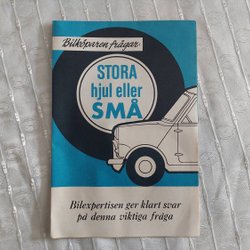 Bilköparen frågar:
STORA
hjul eller
SMÅ
Bilexpertisen ger klart svar
på denna viktiga fråga